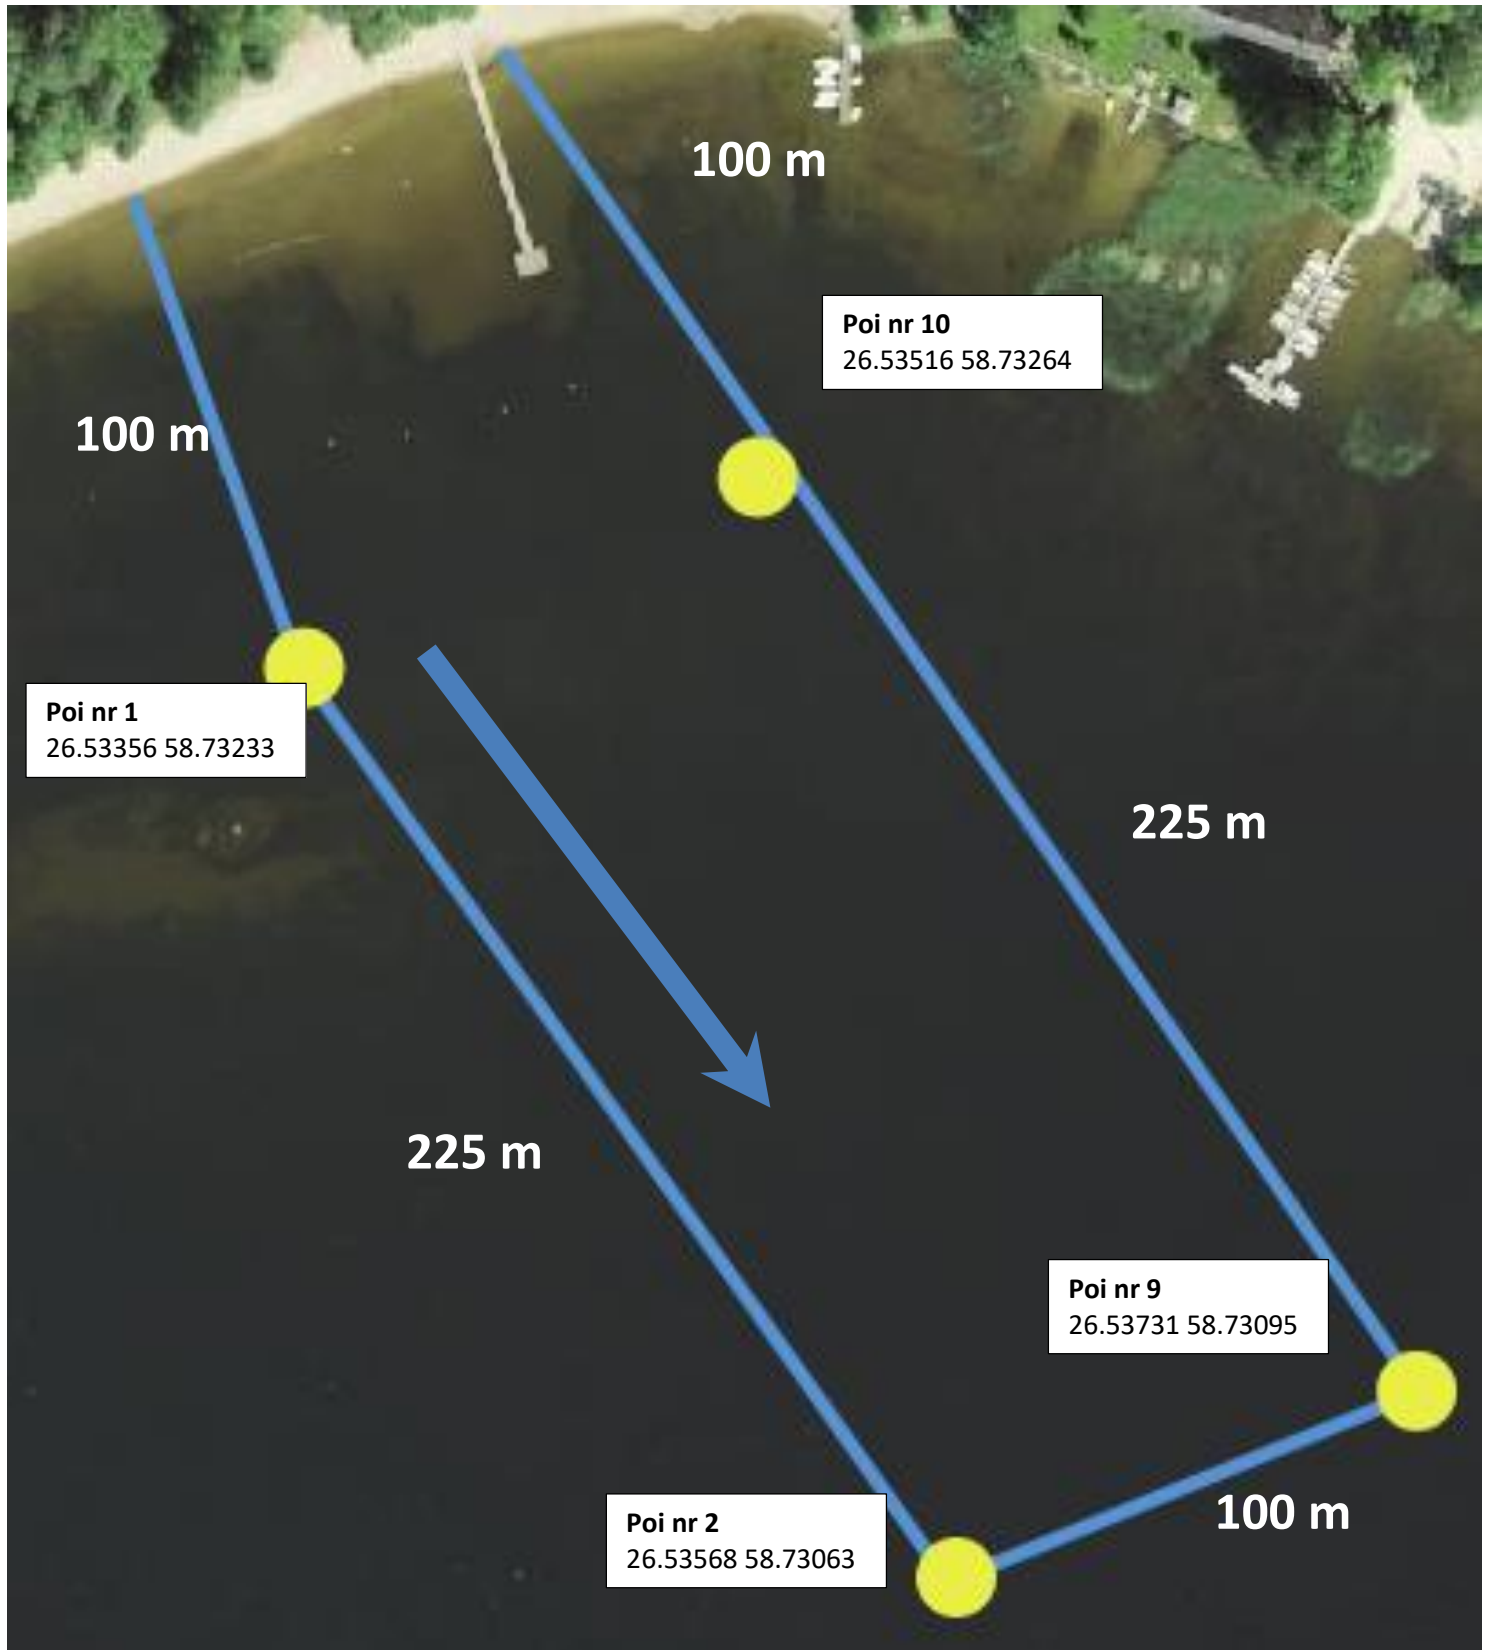 100 m
Poi nr 10
26.53516 58.73264
100 m
Poi nr 1
26.53356 58.73233
225 m
225 m
Poi nr 9
26.53731 58.73095
Poi nr 2
26.53568 58.73063
100 m